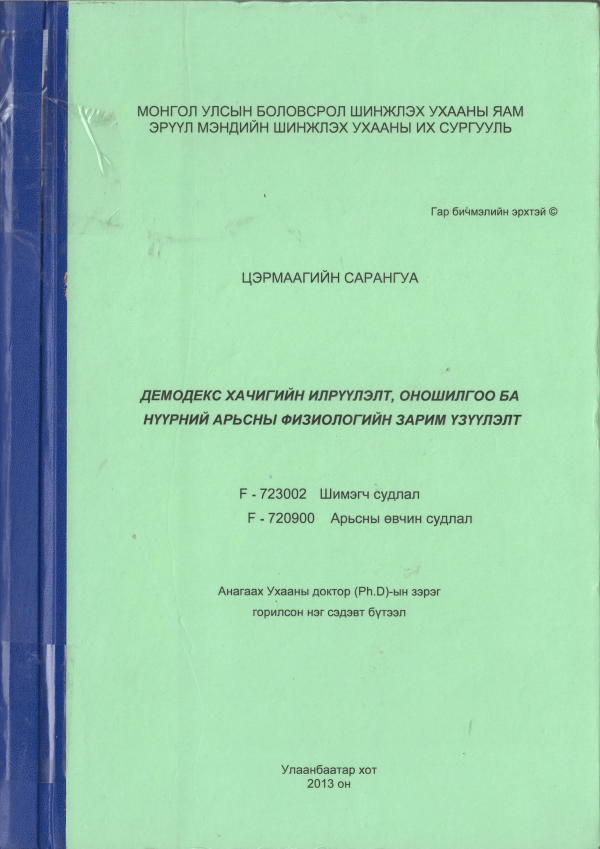 МОНГОЛ УЛСЫН БОЛОВСРОЛ ШИНЖЛЭХ УХААНЫ ЯАМ
ЭРҮҮЛ МЭНДИЙН ШИНЖЛЭХ УХААНЫ ИХ СУРГУУЛЬ
Гар бичмэлийн эрхтэй ©
ЦЭРМААГИЙН САРАНГУА
ДЕМОДЕКС ХАЧИГИЙН ИЛРҮҮЛЭЛТ, ОНОШИЛГОО БА
НҮҮРНИЙ АРЬСНЫ ФИЗИОЛОГИЙН ЗАРИМ ҮЗҮҮЛЭЛТ
F - 723002 Шимэгч судлал
F - 720900 Арьсны өвчин судлал
Анагаах Ухааны доктор (Ph.D)-ын зэрэг
горилсон нэг сэдэвт бүтээл
Улаанбаатар хот
2013 он